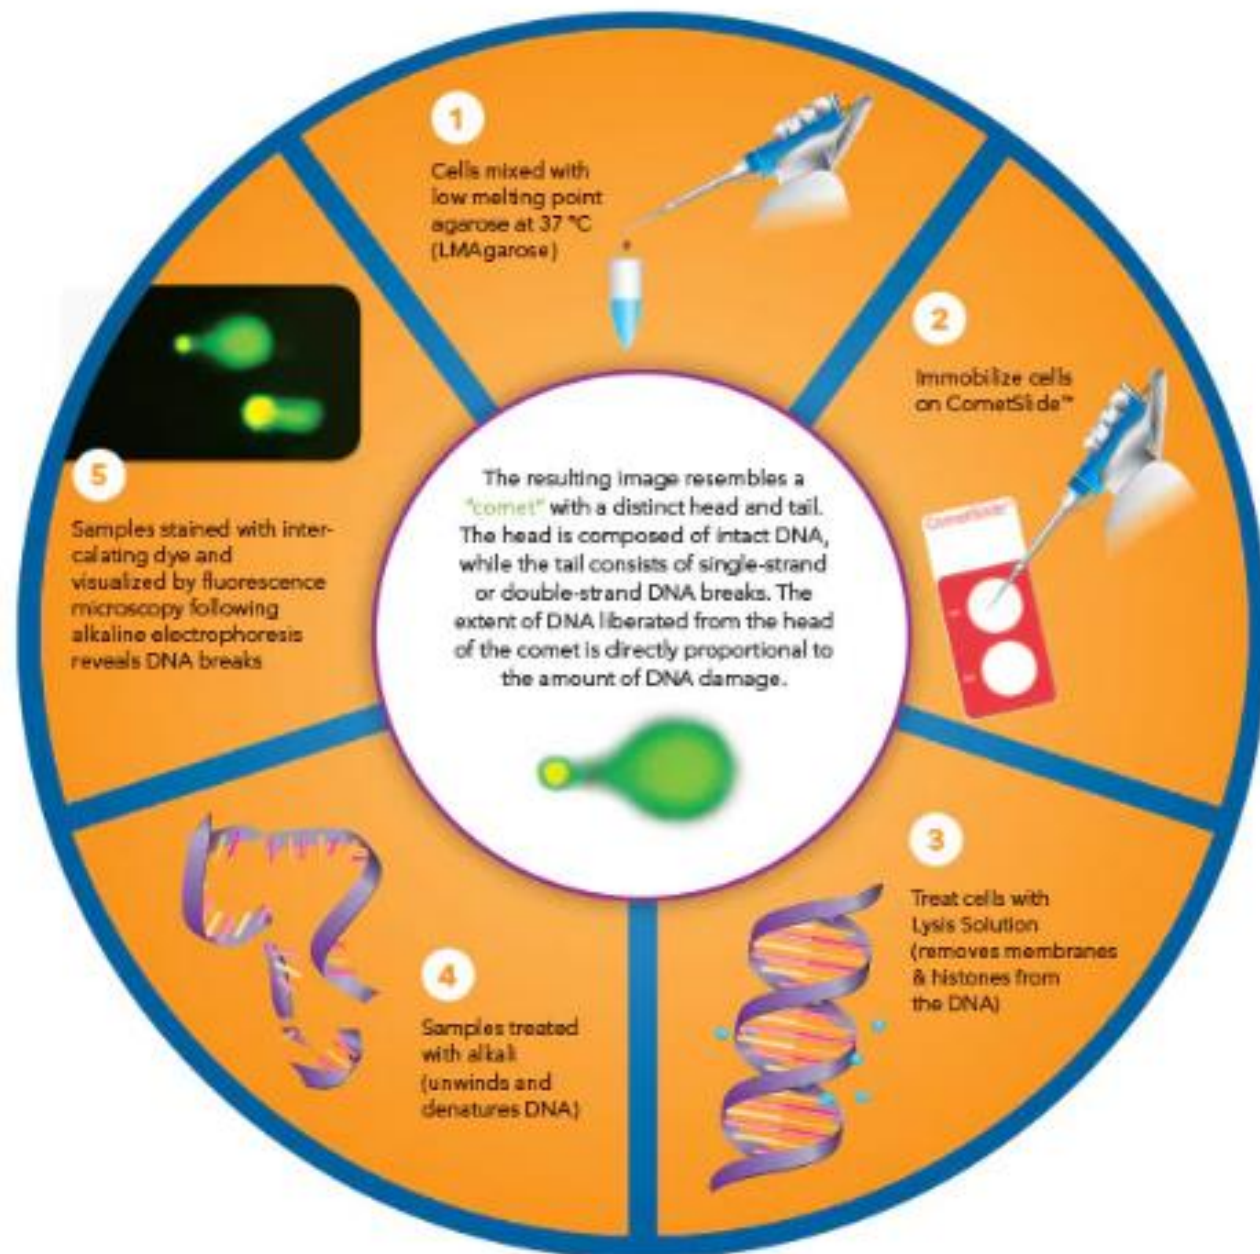 1
Cells mixed with
low melting point
agarose at 37 °C
(LMAgarose)
2
Immobilize cells
on CometSlide™
CometSlide™
3
Treat cells with
Lysis Solution
(removes membranes
& histones from
the DNA)
4
Samples treated
with alkali
(unwinds and
denatures DNA)
5
Samples stained with inter-
calating dye and
visualized by fluorescence
microscopy following
alkaline electrophoresis
reveals DNA breaks
The resulting image resembles a
"comet" with a distinct head and tail.
The head is composed of intact DNA,
while the tail consists of single-strand
or double-strand DNA breaks. The
extent of DNA liberated from the head
of the comet is directly proportional to
the amount of DNA damage.